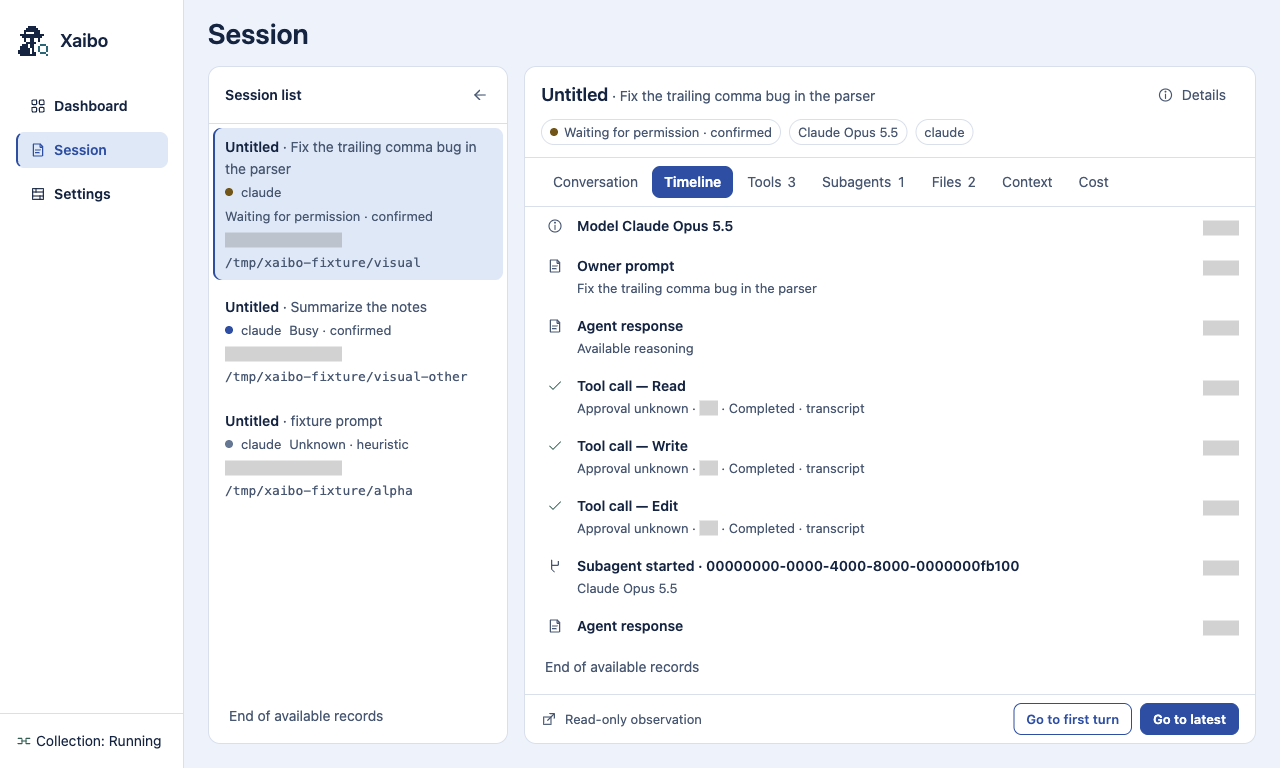 Xaibo
Dashboard
Session
Settings
Collection: Running
Session
Session list
Untitled · Fix the trailing comma bug in
the parser
claude
Waiting for permission · confirmed
/tmp/xaibo-fixture/visual
Untitled · Summarize the notes
claude Busy · confirmed
/tmp/xaibo-fixture/visual-other
Untitled · fixture prompt
claude Unknown · heuristic
/tmp/xaibo-fixture/alpha
End of available records
Untitled · Fix the trailing comma bug in the parser
Details
Waiting for permission · confirmed
Claude Opus 5.5
claude
Conversation Timeline Tools 3 Subagents 1 Files 2 Context Cost
Model Claude Opus 5.5
Owner prompt
Fix the trailing comma bug in the parser
Agent response
Available reasoning
Tool call — Read
Approval unknown · · Completed · transcript
Tool call — Write
Approval unknown · · Completed · transcript
Tool call — Edit
Approval unknown · · Completed · transcript
Subagent started · 00000000-0000-4000-8000-0000000fb100
Claude Opus 5.5
Agent response
End of available records
Read-only observation
Go to first turn
Go to latest